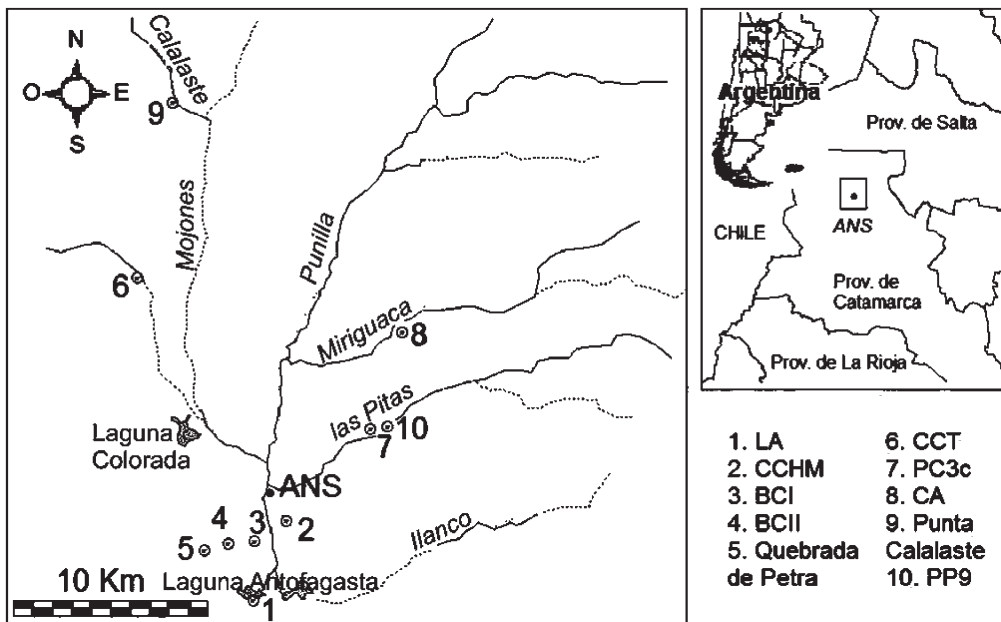 N
O E
S
Calalaste
9
Mojones
Punilla
6
Miriguaca
8
las Pitas
10
7
Laguna
Colorada
ANS
2
3
4
5
Ilanco
10 Km
Laguna Antofagasta
1
Argentina
Prov. de Salta
CHILE
ANS
Prov. de
Catamarca
Prov. de La Rioja
1. LA
2. CCHM
3. BCI
4. BCII
5. Quebrada
de Petra
6. CCT
7. PC3c
8. CA
9. Punta
Calalaste
10. PP9